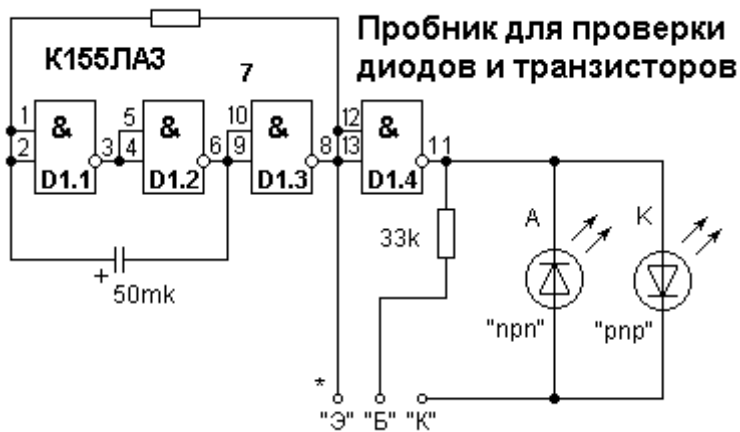 Пробник для проверки
диодов и транзисторов
К155ЛА3
7
1
2
&
D1.1
3
5
4
&
D1.2
6
10
9
&
D1.3
8
12
13
&
D1.4
11
33k
+
50mk
A
K
"npn"
"pnp"
*
"Э" "Б" "К"